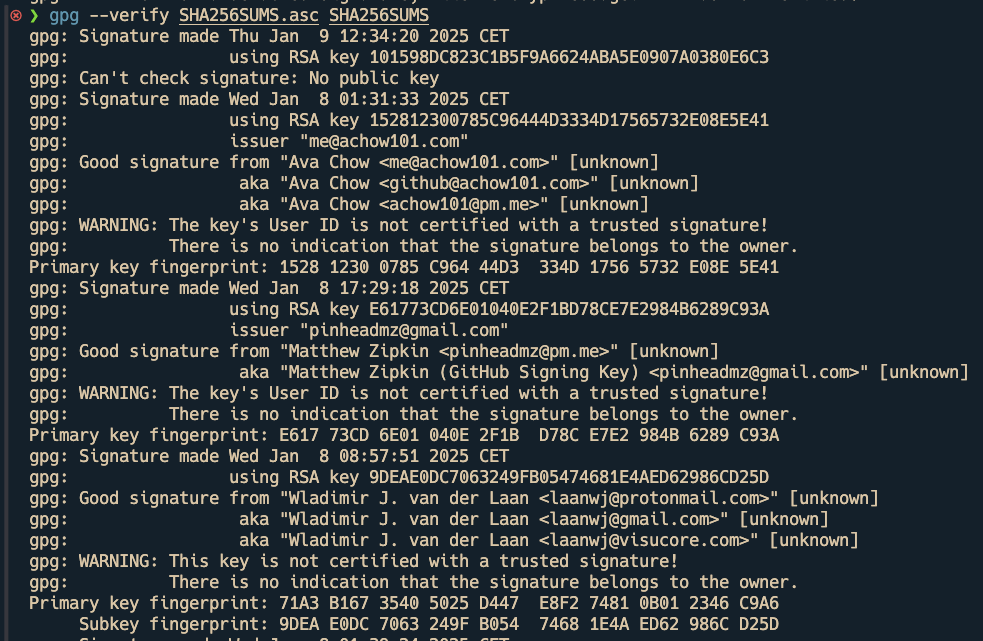 ❯ gpg --verify SHA256SUMS.asc SHA256SUMS
gpg: Signature made Thu Jan  9 12:34:20 2025 CET
gpg:                using RSA key 101598DC823C1B5F9A6624ABA5E0907A0380E6C3
gpg: Can't check signature: No public key
gpg: Signature made Wed Jan  8 01:31:33 2025 CET
gpg:                using RSA key 152812300785C96444D3334D17565732E08E5E41
gpg:                issuer "me@achow101.com"
gpg: Good signature from "Ava Chow <me@achow101.com>" [unknown]
gpg:                 aka "Ava Chow <github@achow101.com>" [unknown]
gpg:                 aka "Ava Chow <achow101@pm.me>" [unknown]
gpg: WARNING: The key's User ID is not certified with a trusted signature!
gpg:          There is no indication that the signature belongs to the owner.
Primary key fingerprint: 1528 1230 0785 C964 44D3  334D 1756 5732 E08E 5E41
gpg: Signature made Wed Jan  8 17:29:18 2025 CET
gpg:                using RSA key E61773CD6E01040E2F1BD78CE7E2984B6289C93A
gpg:                issuer "pinheadmz@gmail.com"
gpg: Good signature from "Matthew Zipkin <pinheadmz@pm.me>" [unknown]
gpg:                 aka "Matthew Zipkin (GitHub Signing Key) <pinheadmz@gmail.com>" [unknown]
gpg: WARNING: The key's User ID is not certified with a trusted signature!
gpg:          There is no indication that the signature belongs to the owner.
Primary key fingerprint: E617 73CD 6E01 040E 2F1B  D78C E7E2 984B 6289 C93A
gpg: Signature made Wed Jan  8 08:57:51 2025 CET
gpg:                using RSA key 9DEAE0DC7063249FB05474681E4AED62986CD25D
gpg: Good signature from "Wladimir J. van der Laan <laanwj@protonmail.com>" [unknown]
gpg:                 aka "Wladimir J. van der Laan <laanwj@gmail.com>" [unknown]
gpg:                 aka "Wladimir J. van der Laan <laanwj@visucore.com>" [unknown]
gpg: WARNING: This key is not certified with a trusted signature!
gpg:          There is no indication that the signature belongs to the owner.
Primary key fingerprint: 71A3 B167 3540 5025 D447  E8F2 7481 0B01 2346 C9A6
     Subkey fingerprint: 9DEA E0DC 7063 249F B054  7468 1E4A ED62 986C D25D